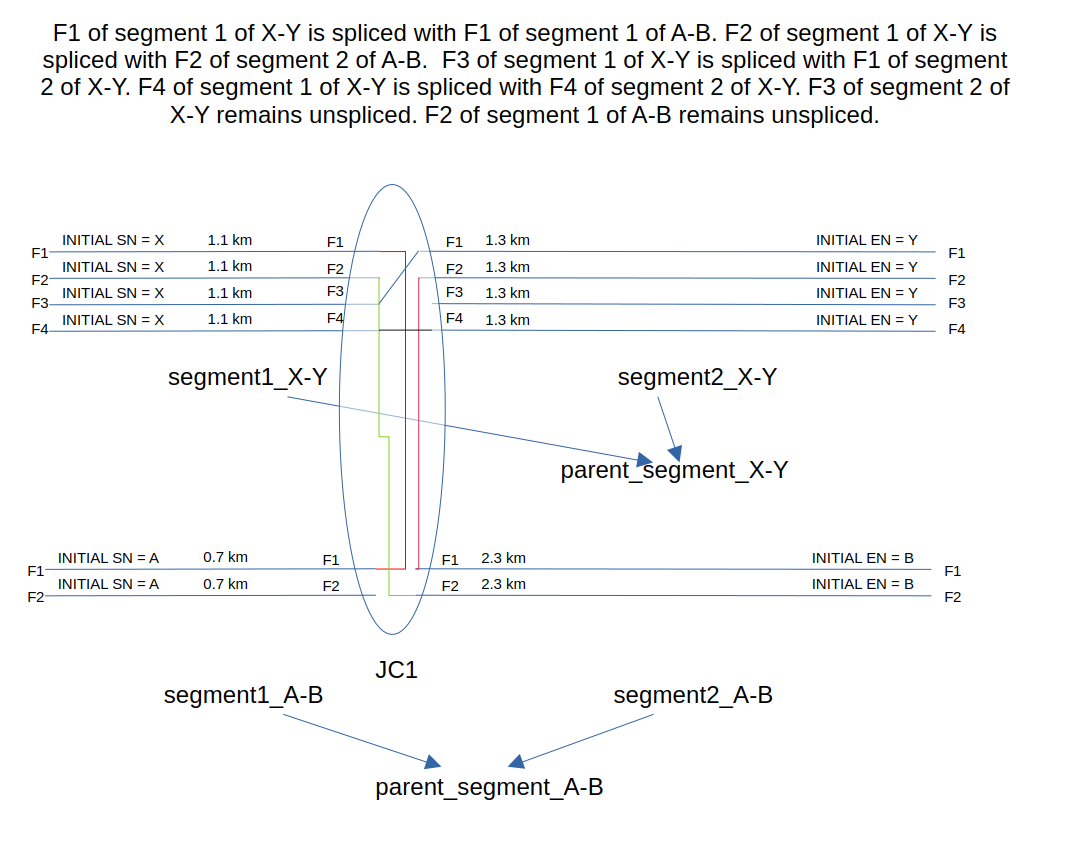 F1 of segment 1 of X-Y is spliced with F1 of segment 1 of A-B. F2 of segment 1 of X-Y is
spliced with F2 of segment 2 of A-B.  F3 of segment 1 of X-Y is spliced with F1 of segment
2 of X-Y. F4 of segment 1 of X-Y is spliced with F4 of segment 2 of X-Y. F3 of segment 2 of
X-Y remains unspliced. F2 of segment 1 of A-B remains unspliced.
F1 INITIAL SN = X 1.1 km F1 F1 1.3 km INITIAL EN = Y F1
F2 INITIAL SN = X 1.1 km F2 F2 1.3 km INITIAL EN = Y F2
F3 INITIAL SN = X 1.1 km F3 F3 1.3 km INITIAL EN = Y F3
F4 INITIAL SN = X 1.1 km F4 F4 1.3 km INITIAL EN = Y F4
segment1_X-Y segment2_X-Y
parent_segment_X-Y
F1 INITIAL SN = A 0.7 km F1 F1 2.3 km INITIAL EN = B F1
F2 INITIAL SN = A 0.7 km F2 F2 2.3 km INITIAL EN = B F2
JC1
segment1_A-B segment2_A-B
parent_segment_A-B